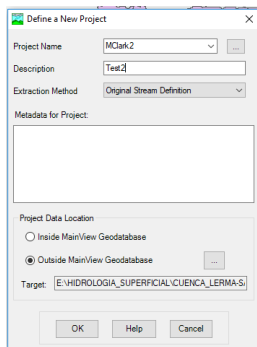 Define a New Project
Project Name MClark2 ...
Description Test2
Extraction Method Original Stream Definition
Metadata for Project:
Project Data Location
Inside MainView Geodatabase
Outside MainView Geodatabase ...
Target: E:\HIDROLOGIA_SUPERFICIAL\CUENCA_LERMA-S
OK Help Cancel